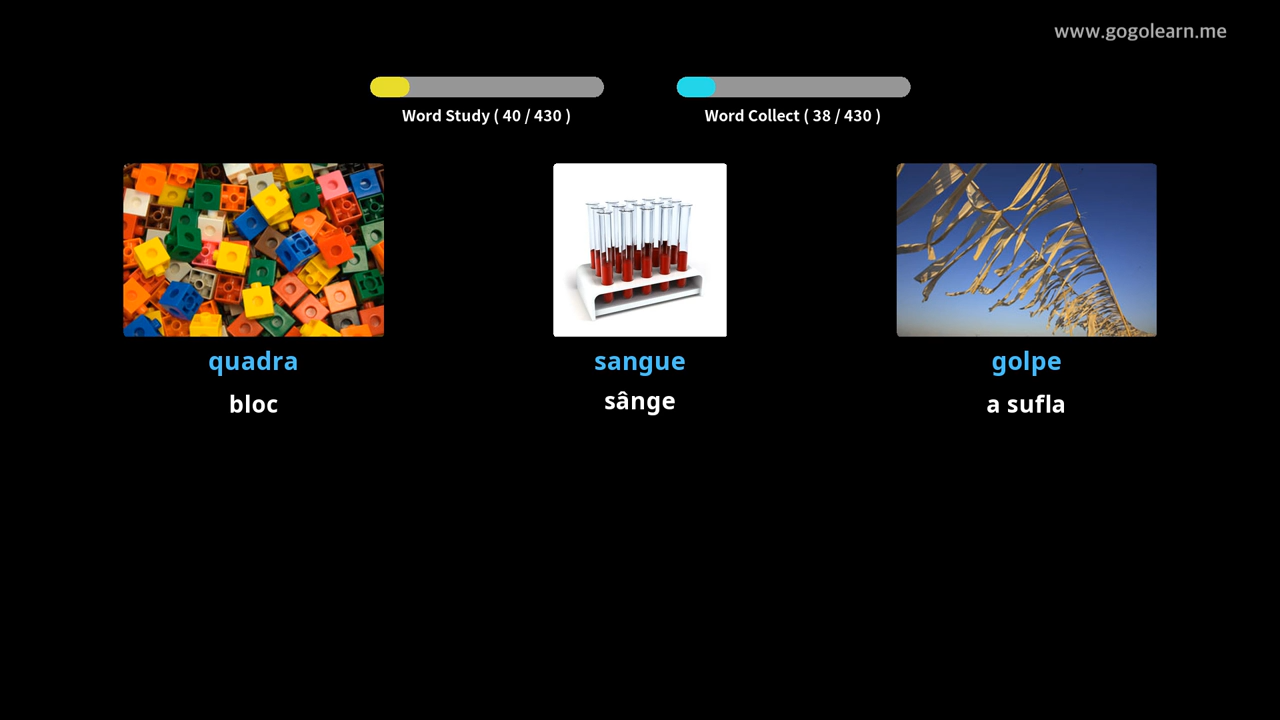 www.gogolearn.me
Word Study ( 40 / 430 )
Word Collect ( 38 / 430 )
quadra
sangue
golpe
bloc
sânge
a sufla